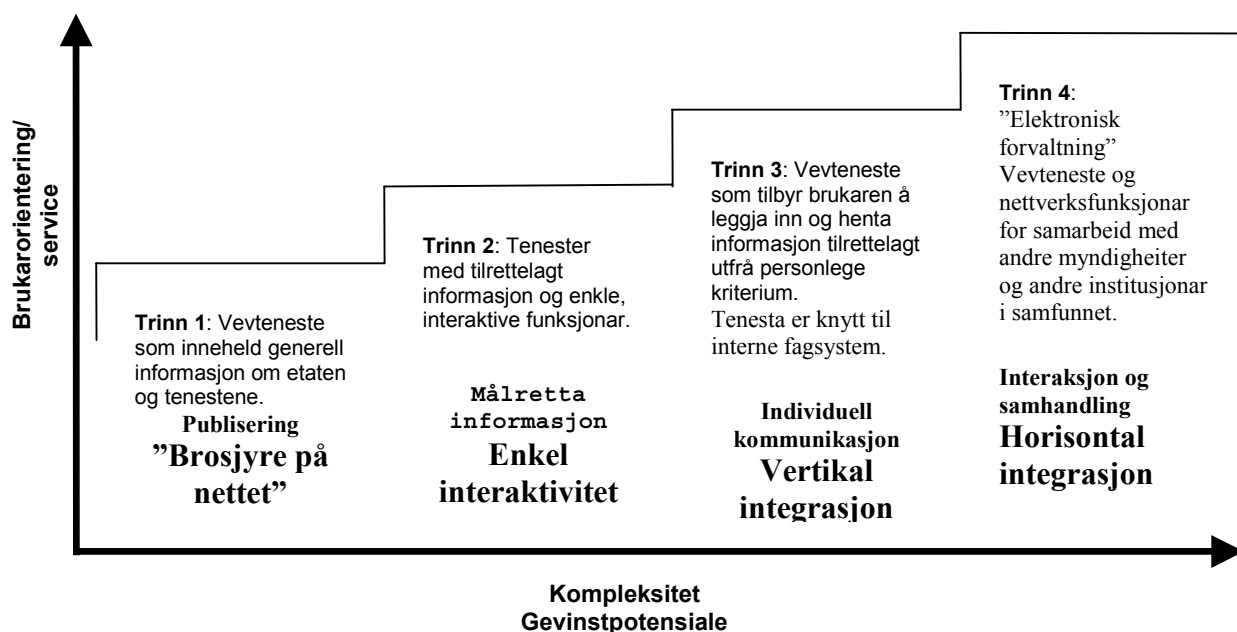 Brukarorientering/
service
Trinn 1: Vevteneste
som inneheld generell
informasjon om etaten
og tenestene.
Publisering
”Brosjyre på
nettet”
Trinn 2: Tenester
med tilrettelagt
informasjon og enkle,
interaktive funksjonar.
Målretta
informasjon
Enkel
interaktivitet
Trinn 3: Vevteneste
som tilbyr brukaren å
leggja inn og henta
informasjon tilrettelagt
utfrå personlege
kriterium.
Tenesta er knytt til
interne fagsystem.
Individuell
kommunikasjon
Vertikal
integrasjon
Trinn 4:
”Elektronisk
forvaltning”
Vevteneste og
nettverksfunksjonar
for samarbeid med
andre myndigheiter
og andre institusjonar
i samfunnet.
Interaksjon og
samhandling
Horisontal
integrasjon
Kompleksitet
Gevinstpotensiale